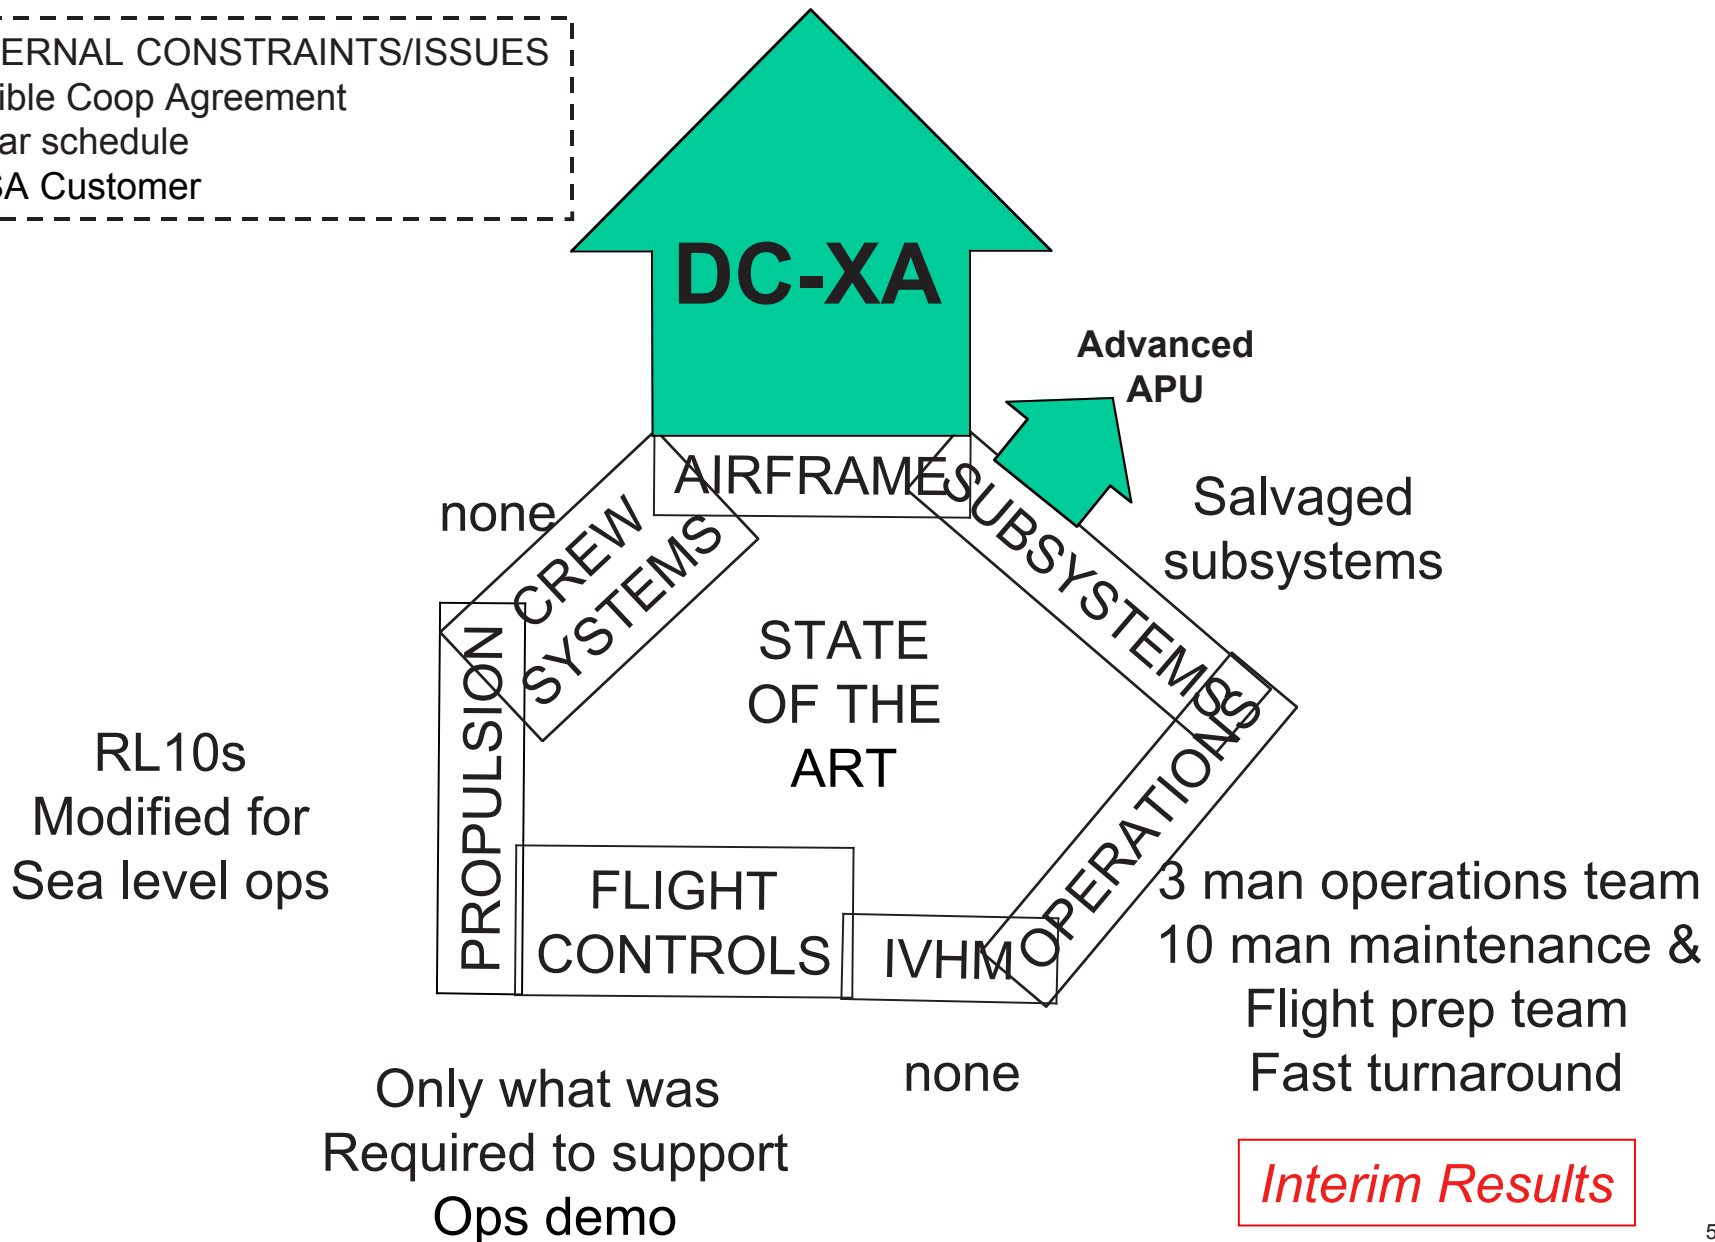 ERNAL CONSTRAINTS/ISSUES
ible Coop Agreement
ar schedule
SA Customer
DC-XA
Advanced
APU
AIRFRAME
none
CREW
SYSTEMS
SUBSYSTEMS
Salvaged
subsystems
STATE
OF THE
ART
PROPULSION
RL10s
Modified for
Sea level ops
FLIGHT
CONTROLS
IVHM
OPERATIONS
3 man operations team
10 man maintenance &
Flight prep team
Fast turnaround
none
Only what was
Required to support
Ops demo
Interim Results
5